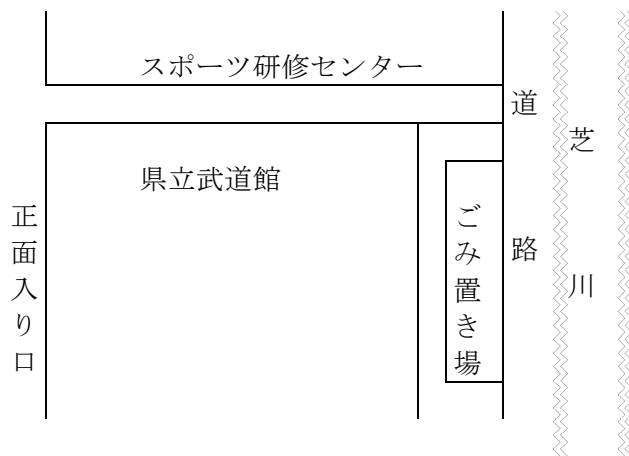 スポーツ研修センター
県立武道館
正面入り口
ごみ置き場
道路
芝川